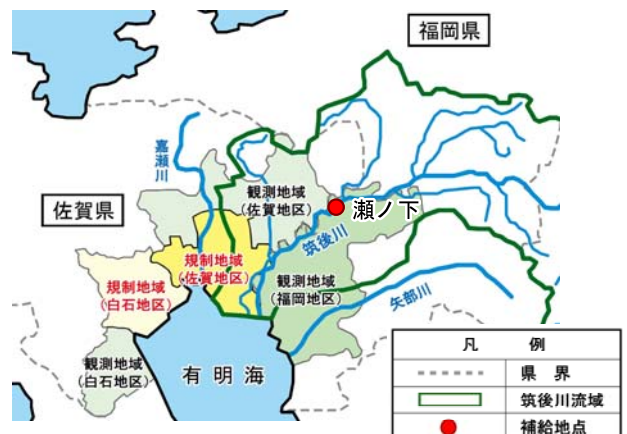 福岡県
嘉瀬川
観測地域
(佐賀地区)
瀬ノ下
佐賀県
筑後川
規制地域
(佐賀地区)
規制地域
(白石地区)
観測地域
(福岡地区)
矢部川
観測地域
(白石地区)
有明海
凡 例
県 界
筑後川流域
補給地点